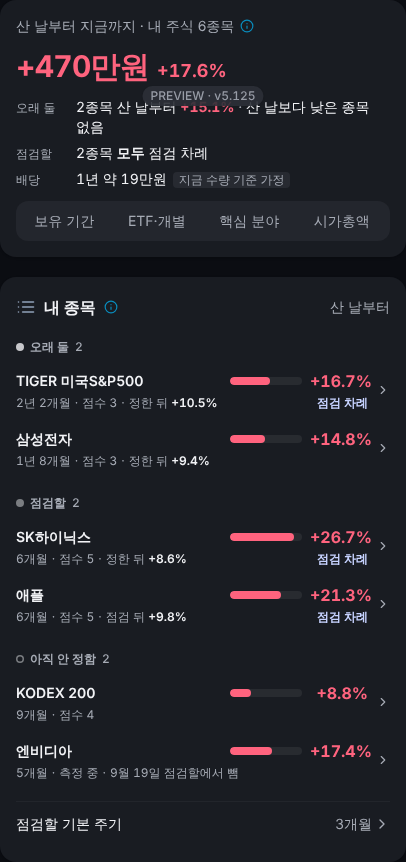 산 날부터 지금까지 · 내 주식 6종목
+470만원 +17.6%
PREVIEW · v5.125
오래 둘 2종목 산 날부터 +15.1% · 산 날보다 낮은 종목
없음
점검할 2종목 모두 점검 차례
배당 1년 약 19만원 지금 수량 기준 가정
보유 기간 ETF·개별 핵심 분야 시가총액
내 종목 산 날부터
오래 둘 2
TIGER 미국S&P500 +16.7%
2년 2개월 · 점수 3 · 정한 뒤 +10.5% 점검 차례
삼성전자 +14.8%
1년 8개월 · 점수 3 · 정한 뒤 +9.4%
점검할 2
SK하이닉스 +26.7%
6개월 · 점수 5 · 정한 뒤 +8.6% 점검 차례
애플 +21.3%
6개월 · 점수 5 · 점검 뒤 +9.8% 점검 차례
아직 안 정함 2
KODEX 200 +8.8%
9개월 · 점수 4
엔비디아 +17.4%
5개월 · 측정 중 · 9월 19일 점검할에서 뺌
점검할 기본 주기 3개월